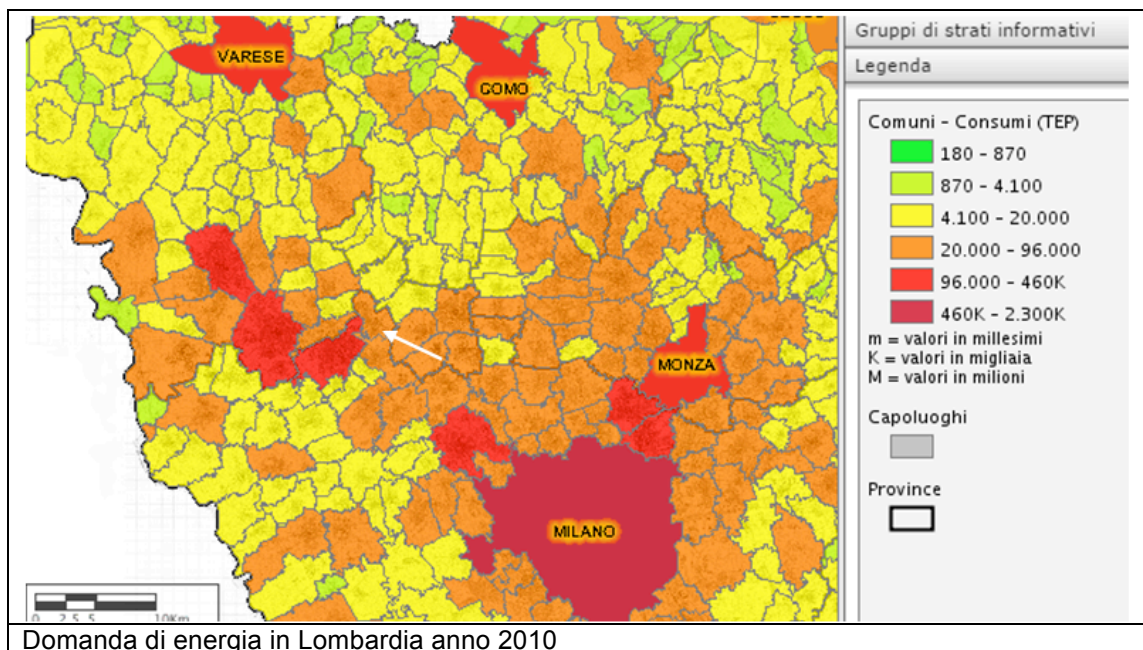 VARESE
COMO
MONZA
MILANO
0 2,5 5 10Km
Gruppi di strati informativi
Legenda
Comuni - Consumi (TEP)
180 - 870
870 - 4.100
4.100 - 20.000
20.000 - 96.000
96.000 - 460K
460K - 2.300K
m = valori in millesimi
K = valori in migliaia
M = valori in milioni
Capoluoghi
Province
Domanda di energia in Lombardia anno 2010